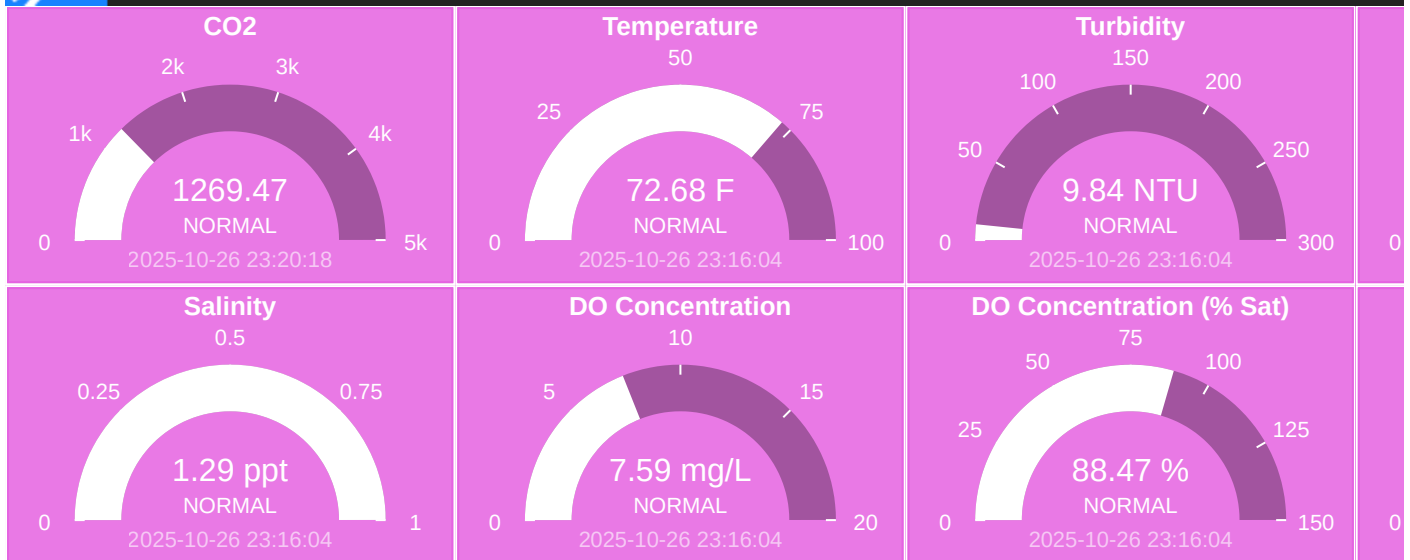 CO2
2k 3k
1k 4k
1269.47
NORMAL
0 5k
2025-10-26 23:20:18
Temperature
50
25 75
72.68 F
NORMAL
0 100
2025-10-26 23:16:04
Turbidity
150
100 200
50 250
9.84 NTU
NORMAL
0 300
2025-10-26 23:16:04
0
Salinity
0.5
0.25 0.75
1.29 ppt
NORMAL
0 1
2025-10-26 23:16:04
DO Concentration
10
5 15
7.59 mg/L
NORMAL
0 20
2025-10-26 23:16:04
DO Concentration (% Sat)
75
50 100
25 125
88.47 %
NORMAL
0 150
2025-10-26 23:16:04
0